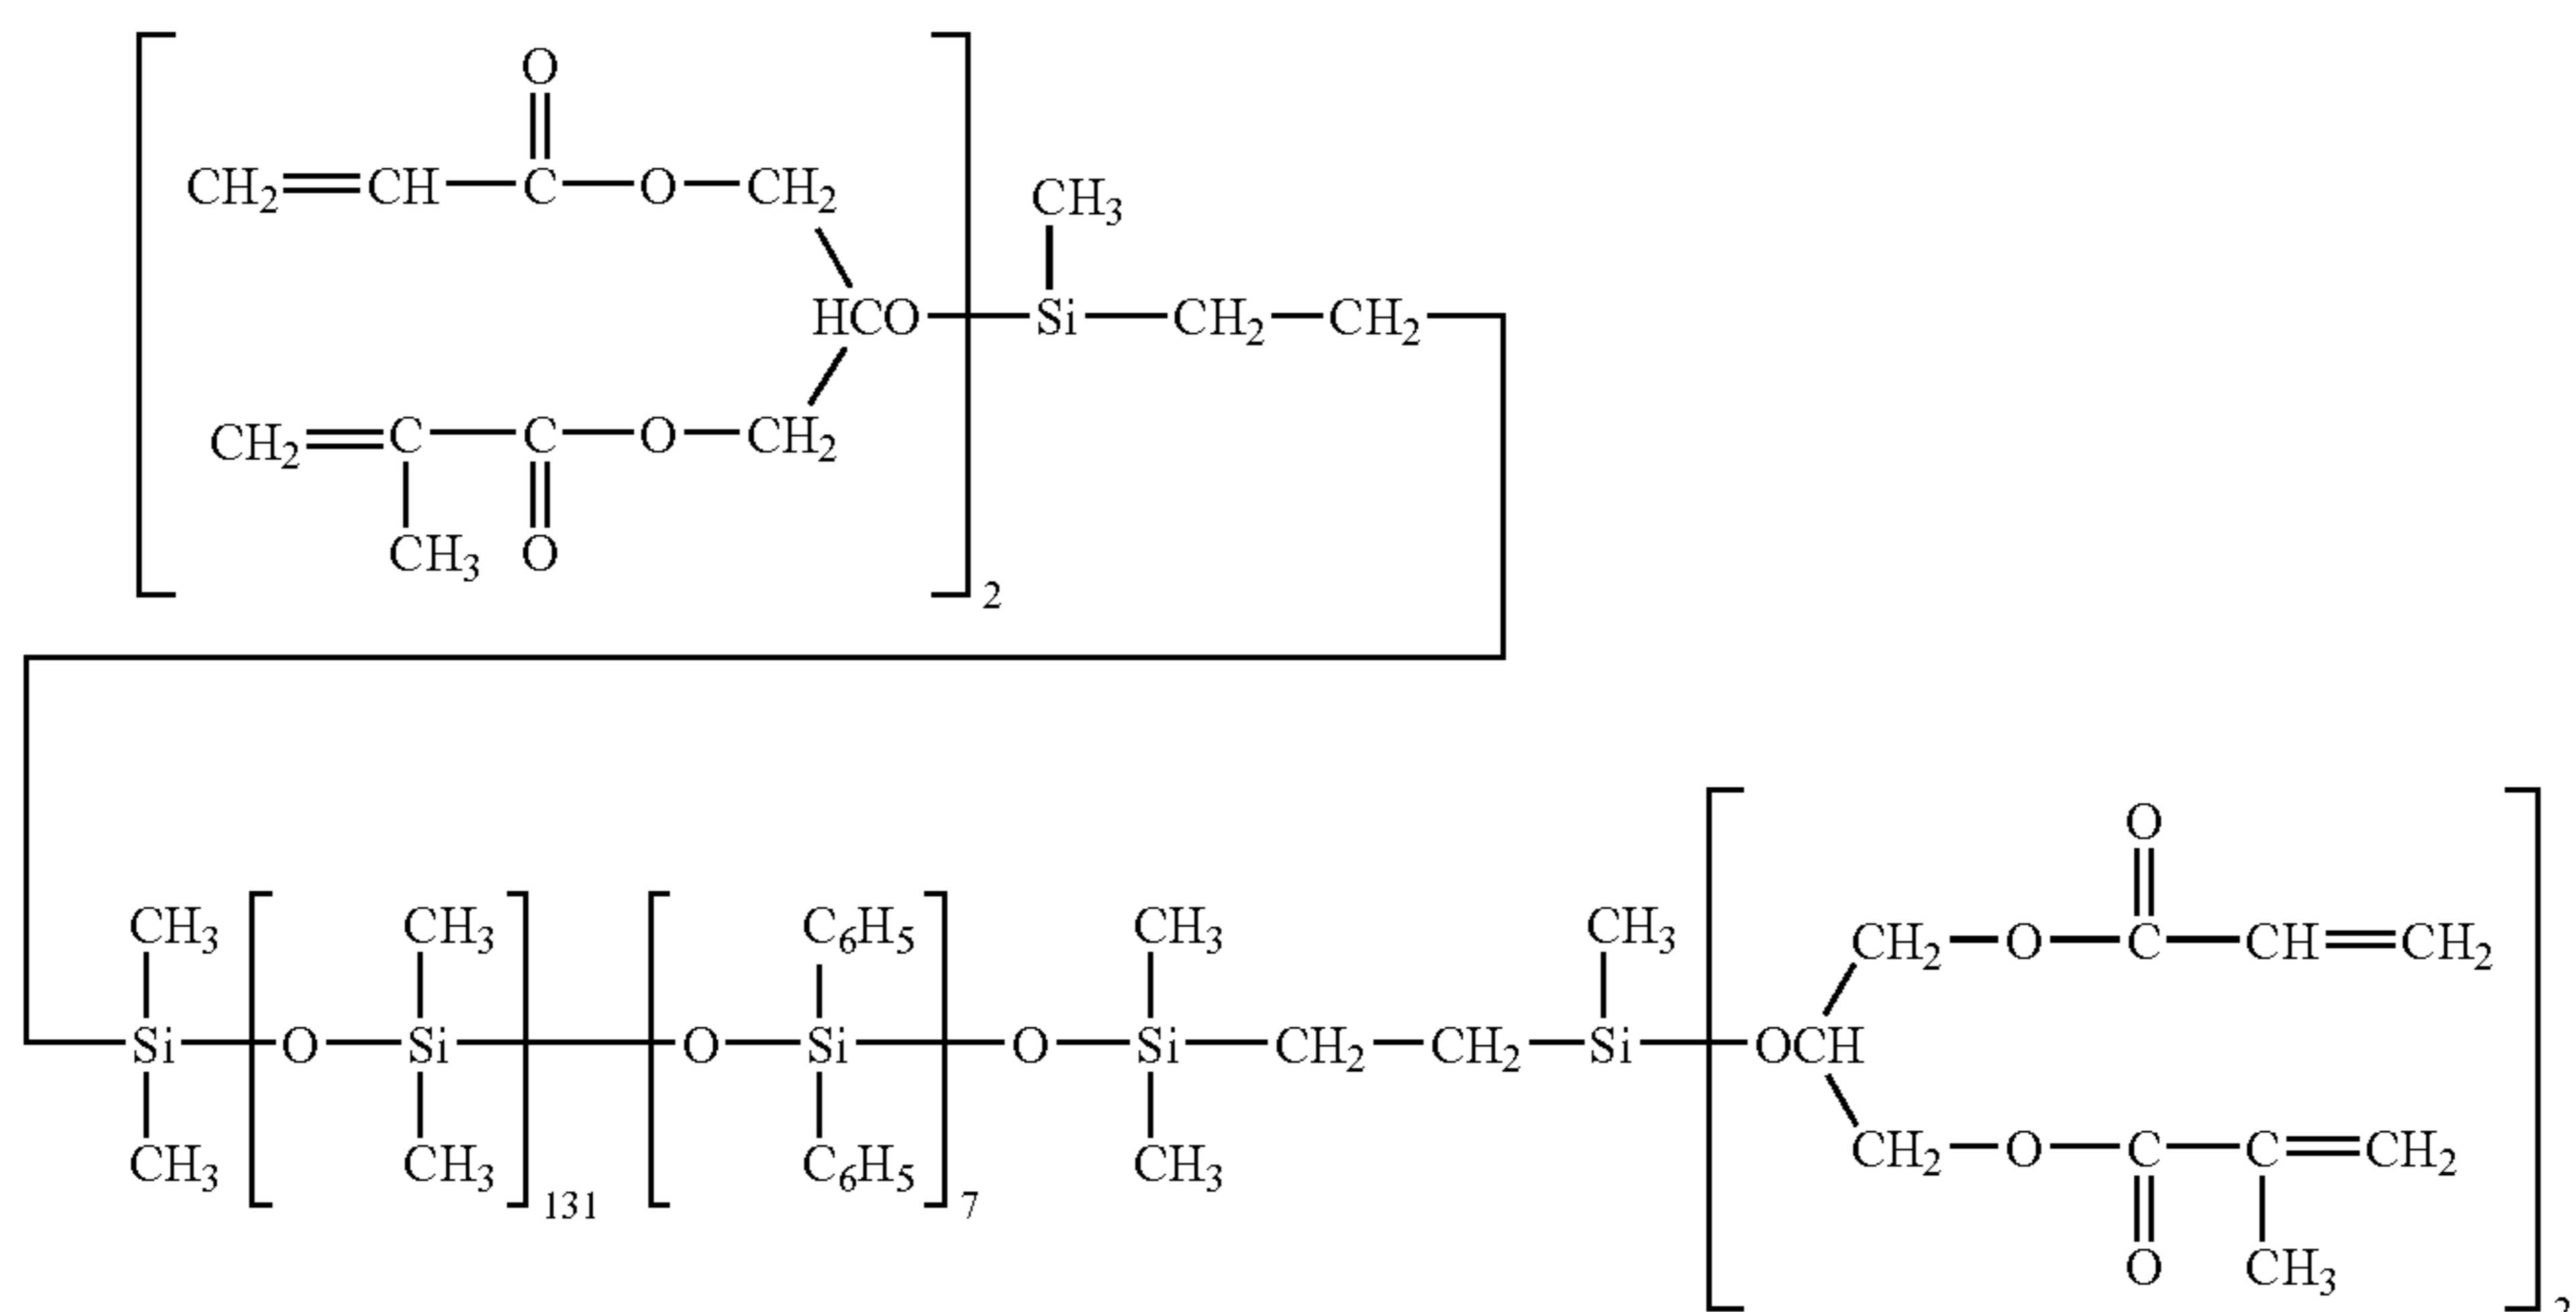 O
CH2=CH—C—O—CH2
CH3
HCO—Si—CH2—CH2—
CH2=C—C—O—CH2
CH3 O
2
CH3 CH3 C6H5 CH3 CH3
O
CH2—O—C—CH=CH2
—Si—O—Si—O—Si—O—Si—CH2—CH2—Si—OCH
CH2—O—C—C=CH2
CH3 CH3 C6H5 CH3
131 7
O CH3